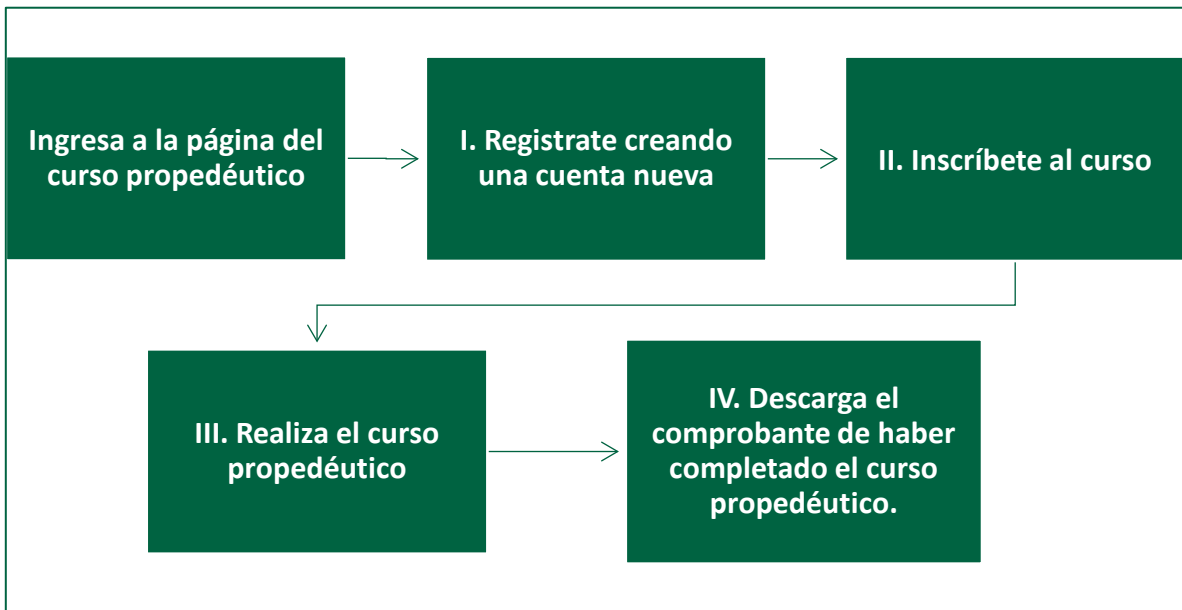 Ingresa a la página del
curso propedéutico
I. Registrate creando
una cuenta nueva
II. Inscríbete al curso
III. Realiza el curso
propedéutico
IV. Descarga el
comprobante de haber
completado el curso
propedéutico.